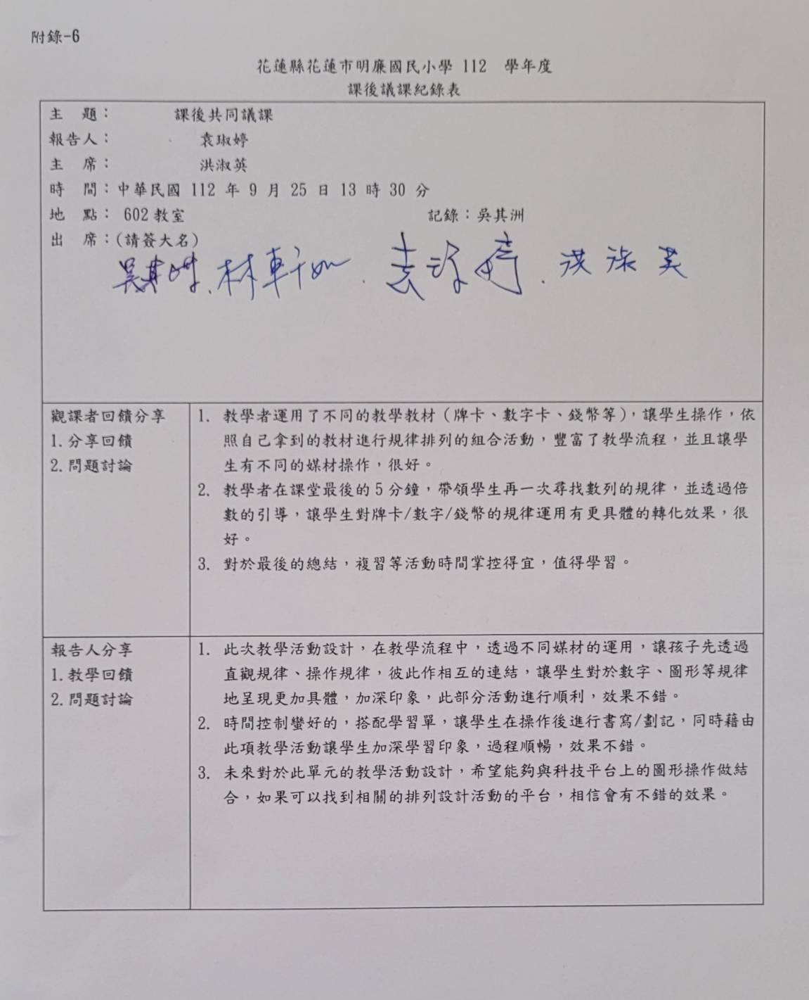 附錄-6
花蓮縣花蓮市明廉國民小學 112 學年度
課後議課紀錄表
主 題： 課後共同議課
報告人： 袁琡婷
主 席： 洪淑英
時 間：中華民國 112 年 9 月 25 日 13 時 30 分
地 點： 602教室 記錄：吳其洲
出 席：(請簽大名)
吳其洲、林軒如、袁琡婷、洪淑英
觀課者回饋分享
1.分享回饋
2.問題討論
1. 教學者運用了不同的教學教材（牌卡、數字卡、錢幣等），讓學生操作，依
照自己拿到的教材進行規律排列的組合活動，豐富了教學流程，並且讓學
生有不同的媒材操作，很好。
2. 教學者在課堂最後的5分鐘，帶領學生再一次尋找數列的規律，並透過倍
數的引導，讓學生對牌卡/數字/錢幣的規律運用有更具體的轉化效果，很
好。
3. 對於最後的總結，複習等活動時間掌控得宜，值得學習。
報告人分享
1.教學回饋
2.問題討論
1. 此次教學活動設計，在教學流程中，透過不同媒材的運用，讓孩子先透過
直觀規律、操作規律，彼此作相互的連結，讓學生對於數字、圖形等規律
地呈現更加具體，加深印象，此部分活動進行順利，效果不錯。
2. 時間控制蠻好的，搭配學習單，讓學生在操作後進行書寫/劃記，同時藉由
此項教學活動讓學生加深學習印象，過程順暢，效果不錯。
3. 未來對於此單元的教學活動設計，希望能夠與科技平台上的圖形操作做結
合，如果可以找到相關的排列設計活動的平台，相信會有不錯的效果。